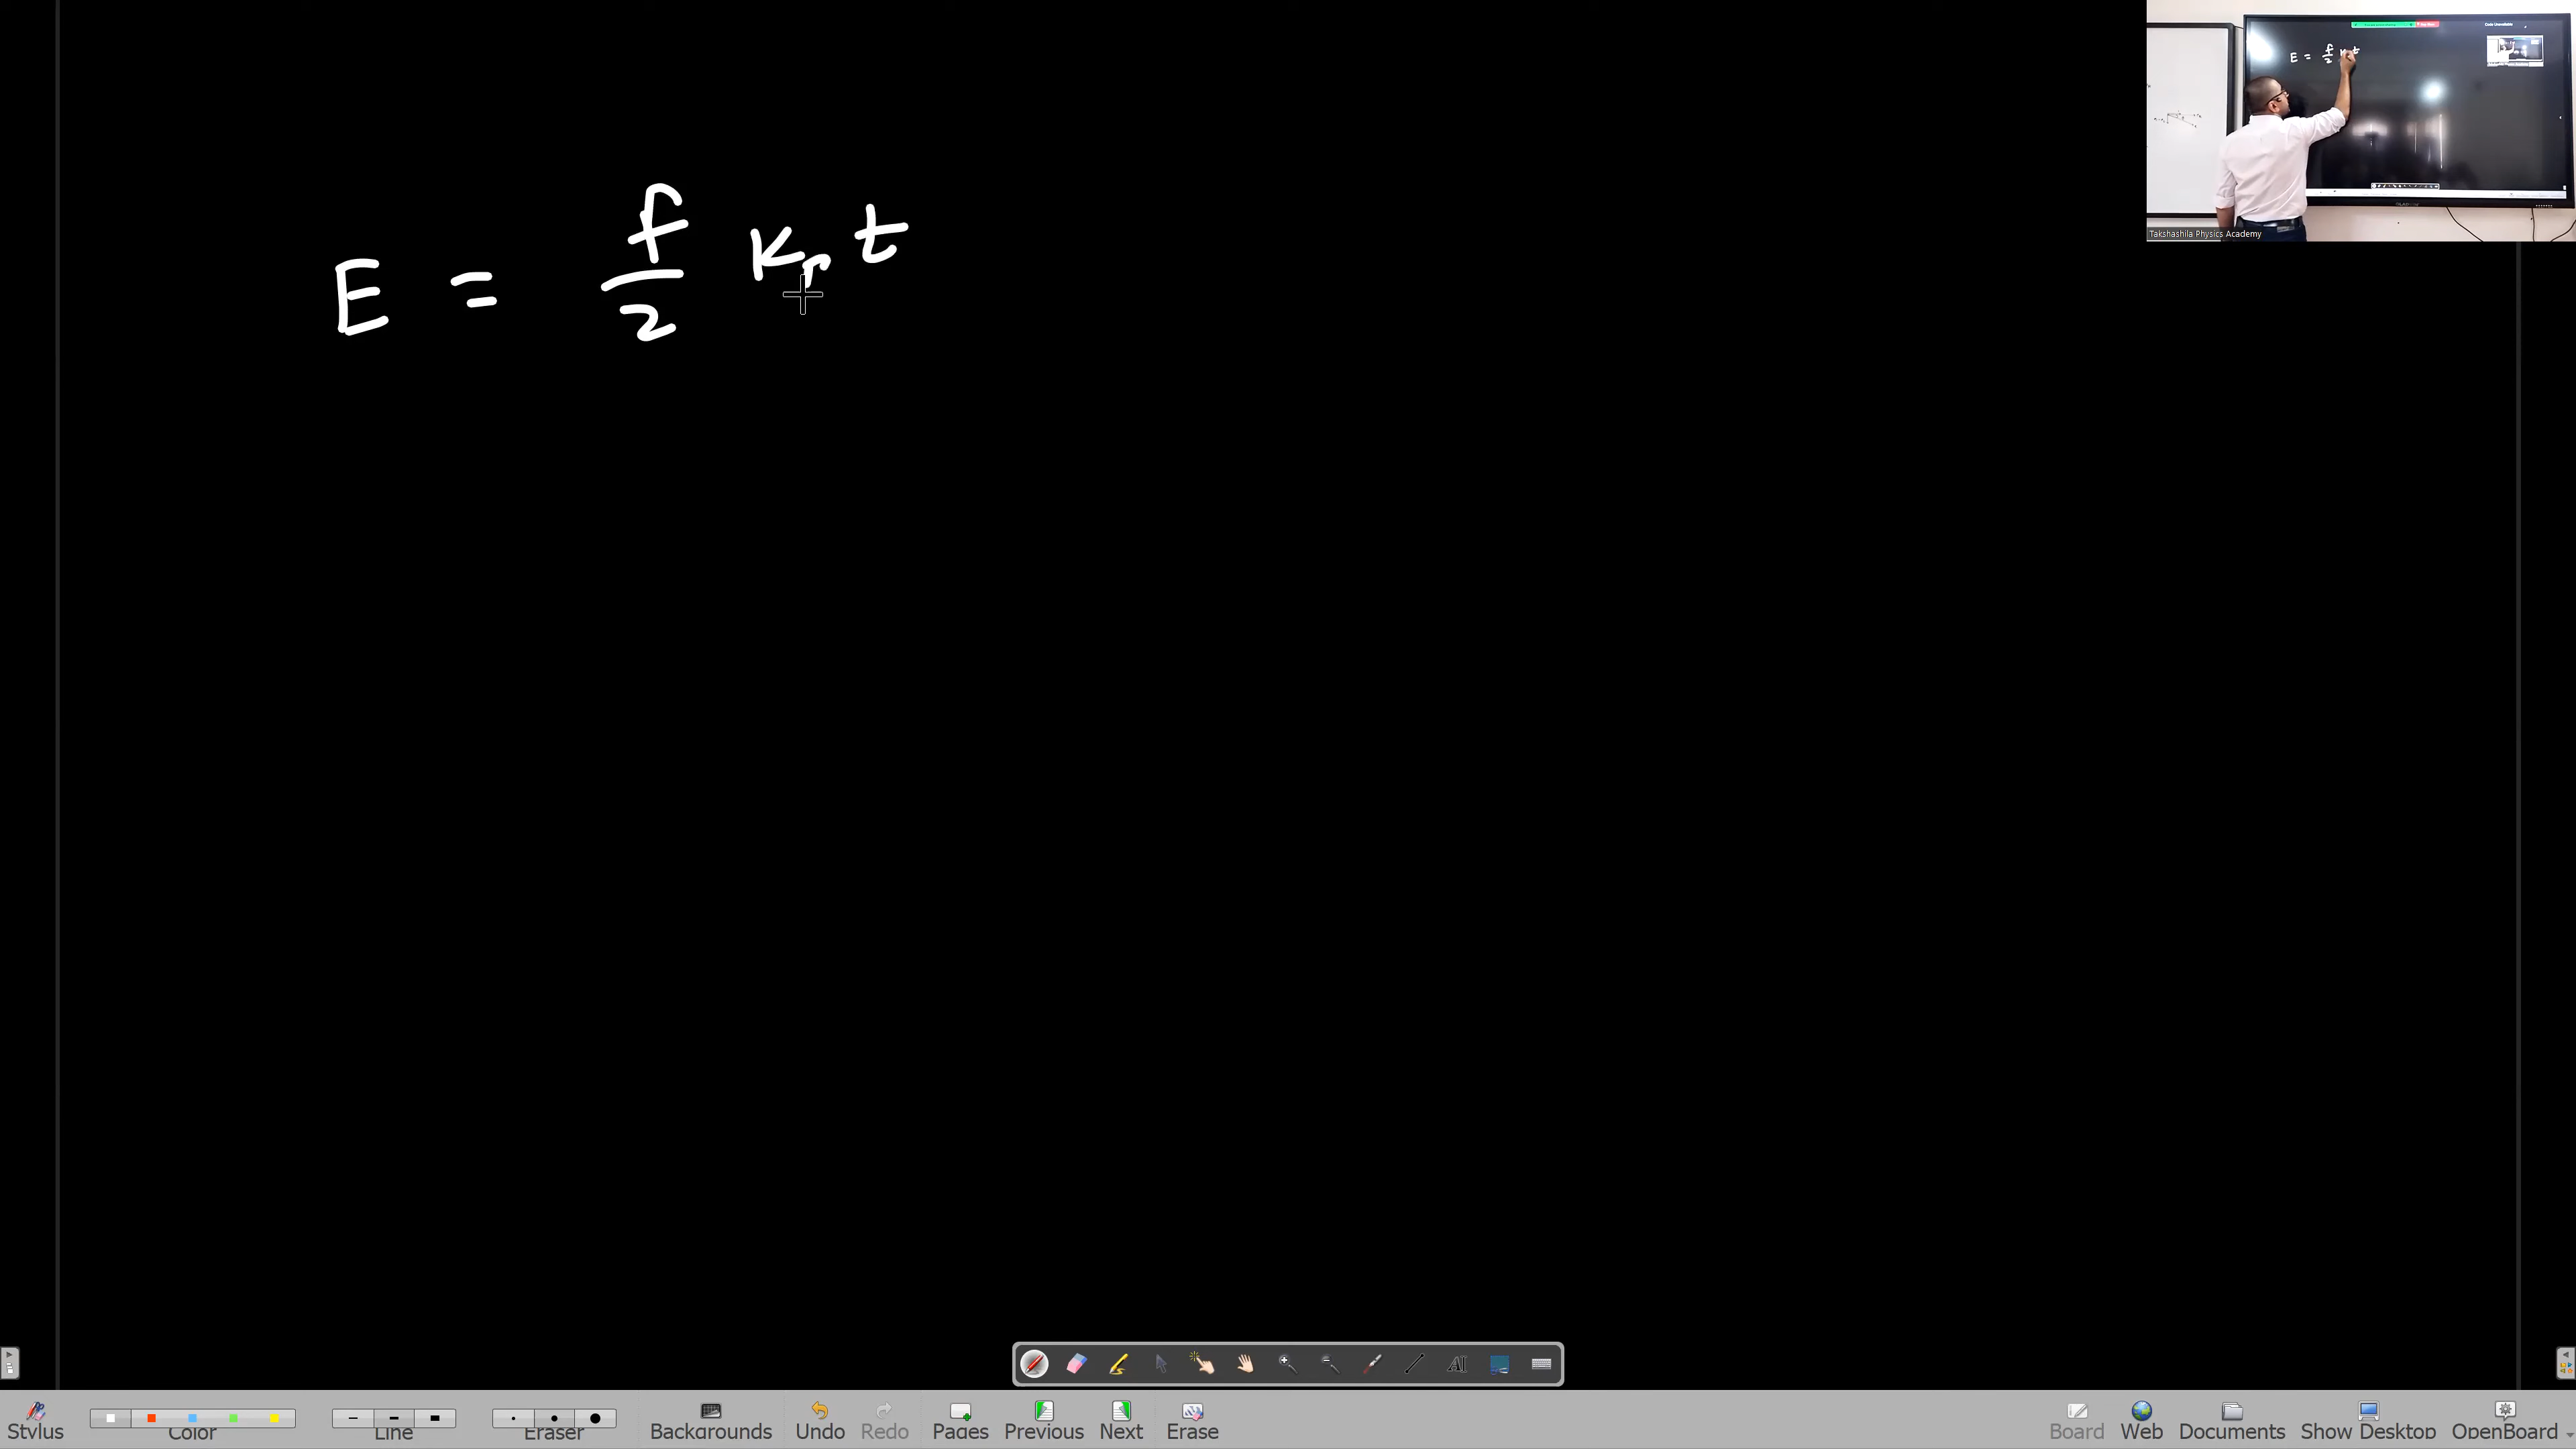 E = f/2 k t
Takshashila Physics Academy
Stylus Color Line Eraser Backgrounds Undo Redo Pages Previous Next Erase Board Web Documents Show Desktop OpenBoard